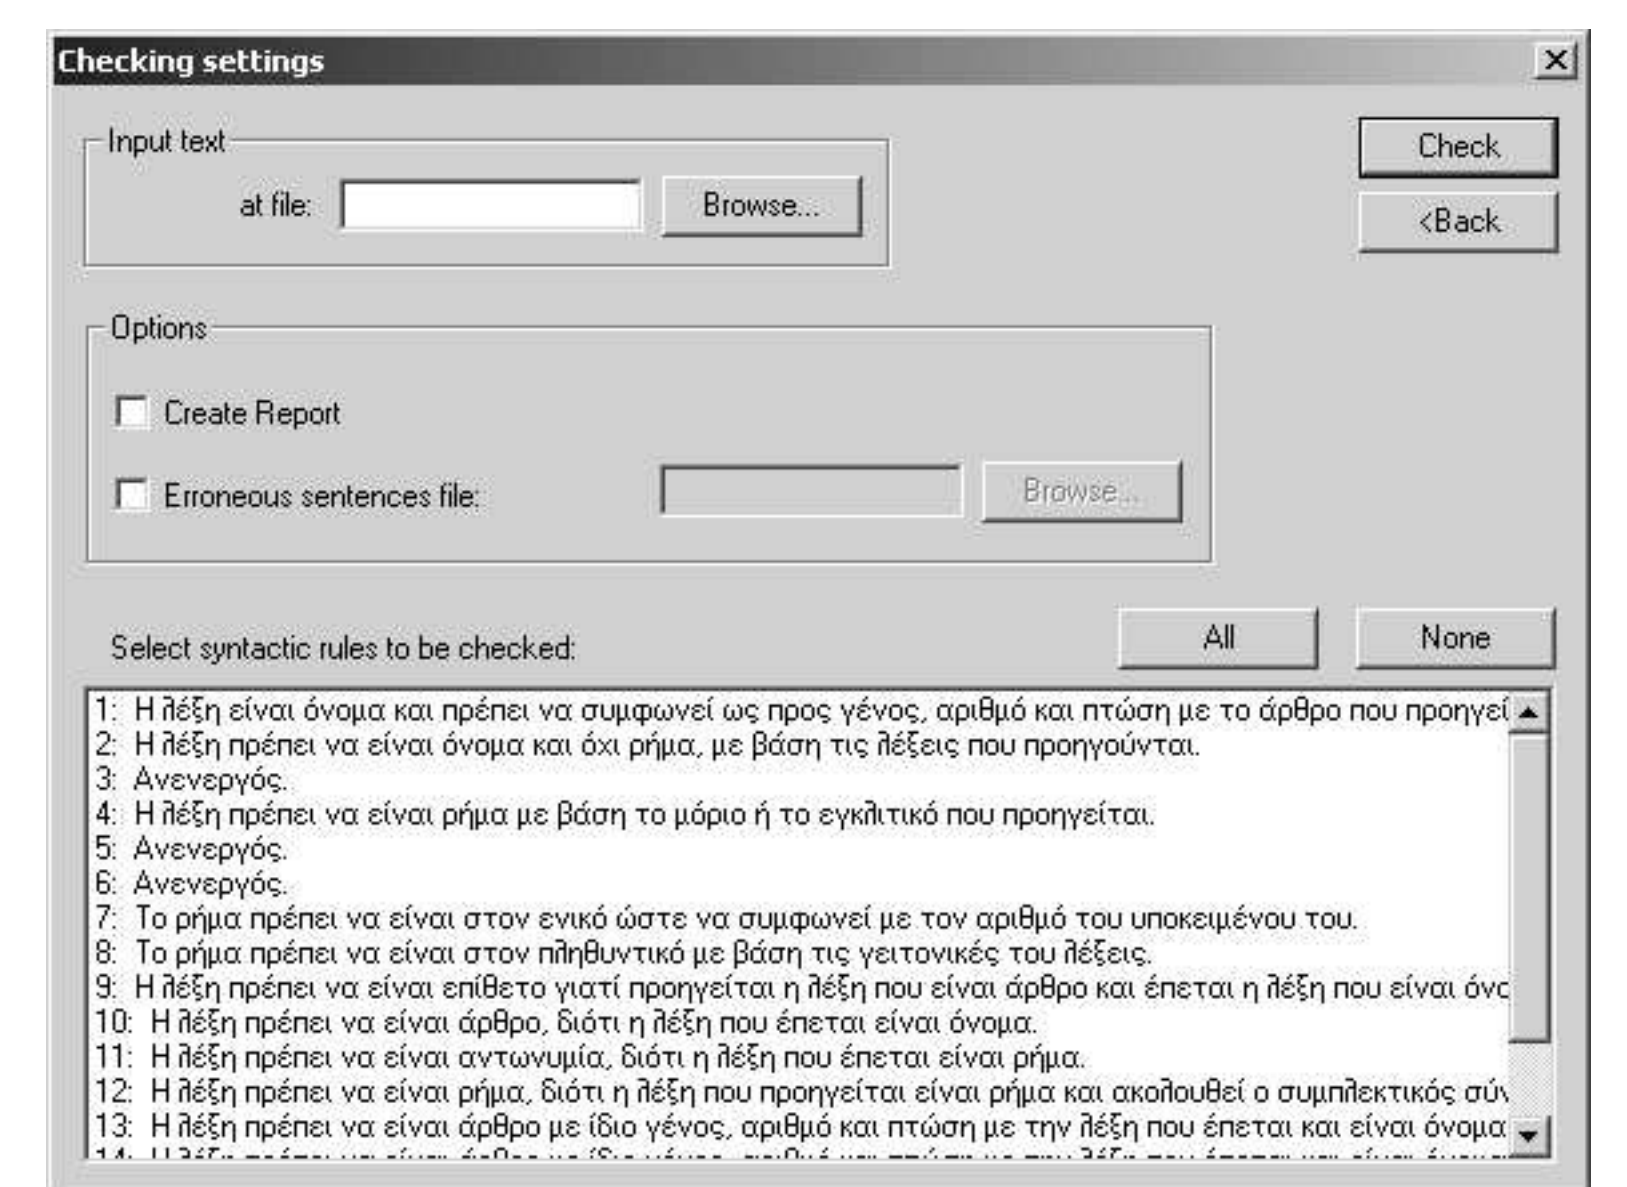 Checking settings
Input text
at file:
Browse...
Check
<Back
Options
Create Report
Erroneous sentences file:
Browse...
Select syntactic rules to be checked:
All
None
1: Η λέξη είναι όνομα και πρέπει να συμφωνεί ως προς γένος, αριθμό και πτώση με το άρθρο που προηγεί
2: Η λέξη πρέπει να είναι όνομα και όχι ρήμα, με βάση τις λέξεις που προηγούνται.
3: Ανενεργός.
4: Η λέξη πρέπει να είναι ρήμα με βάση το μόριο ή το εγκλιτικό που προηγείται.
5: Ανενεργός.
6: Ανενεργός.
7: Το ρήμα πρέπει να είναι στον ενικό ώστε να συμφωνεί με τον αριθμό του υποκειμένου του.
8: Το ρήμα πρέπει να είναι στον πληθυντικό με βάση τις γειτονικές του λέξεις.
9: Η λέξη πρέπει να είναι επίθετο γιατί προηγείται η λέξη που είναι άρθρο και έπεται η λέξη που είναι όνο
10: Η λέξη πρέπει να είναι άρθρο, διότι η λέξη που έπεται είναι όνομα.
11: Η λέξη πρέπει να είναι αντωνυμία, διότι η λέξη που έπεται είναι ρήμα.
12: Η λέξη πρέπει να είναι ρήμα, διότι η λέξη που προηγείται είναι ρήμα και ακολουθεί ο συμπλεκτικός σύν
13: Η λέξη πρέπει να είναι άρθρο με ίδιο γένος, αριθμό και πτώση με την λέξη που έπεται και είναι όνομα